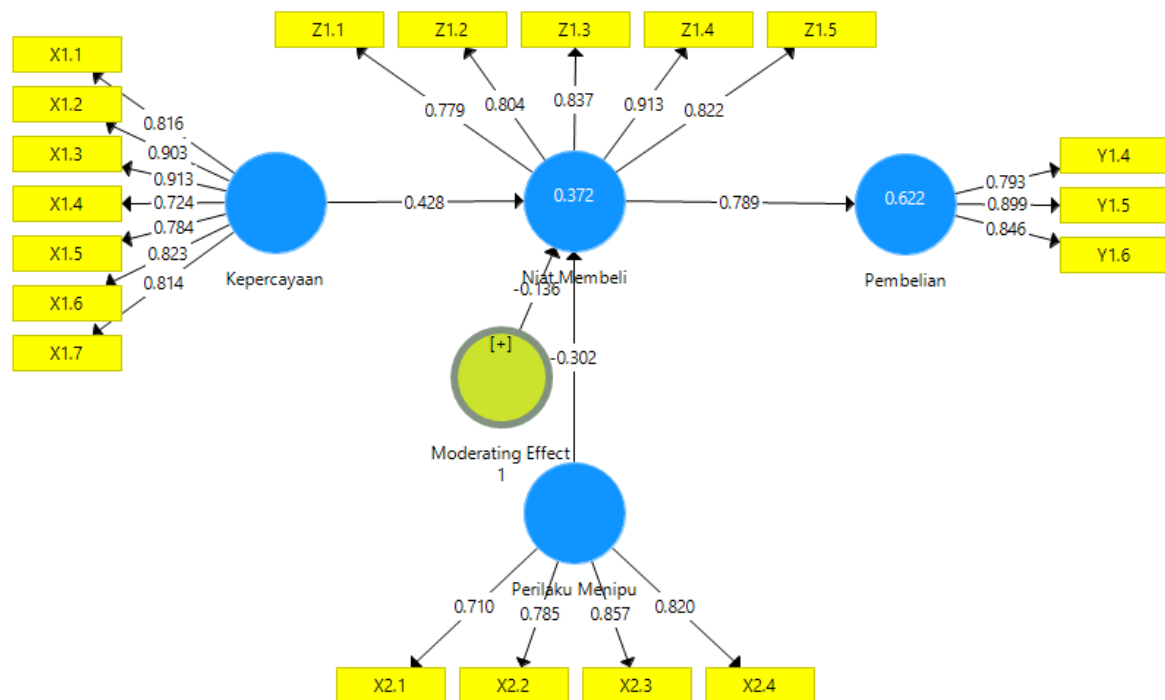 Z1.1
Z1.2
Z1.3
Z1.4
Z1.5
X1.1
X1.2
X1.3
X1.4
X1.5
X1.6
X1.7
0.816
0.903
0.913
0.724
0.784
0.823
0.814
Kepercayaan
0.428
0.779
0.804
0.837
0.913
0.822
0.372
Niat Membeli
0.789
0.622
Pembelian
0.793
0.899
0.846
Y1.4
Y1.5
Y1.6
-0.136
[+]
Moderating Effect
1
-0.302
Perilaku Menipu
0.710
0.785
0.857
0.820
X2.1
X2.2
X2.3
X2.4